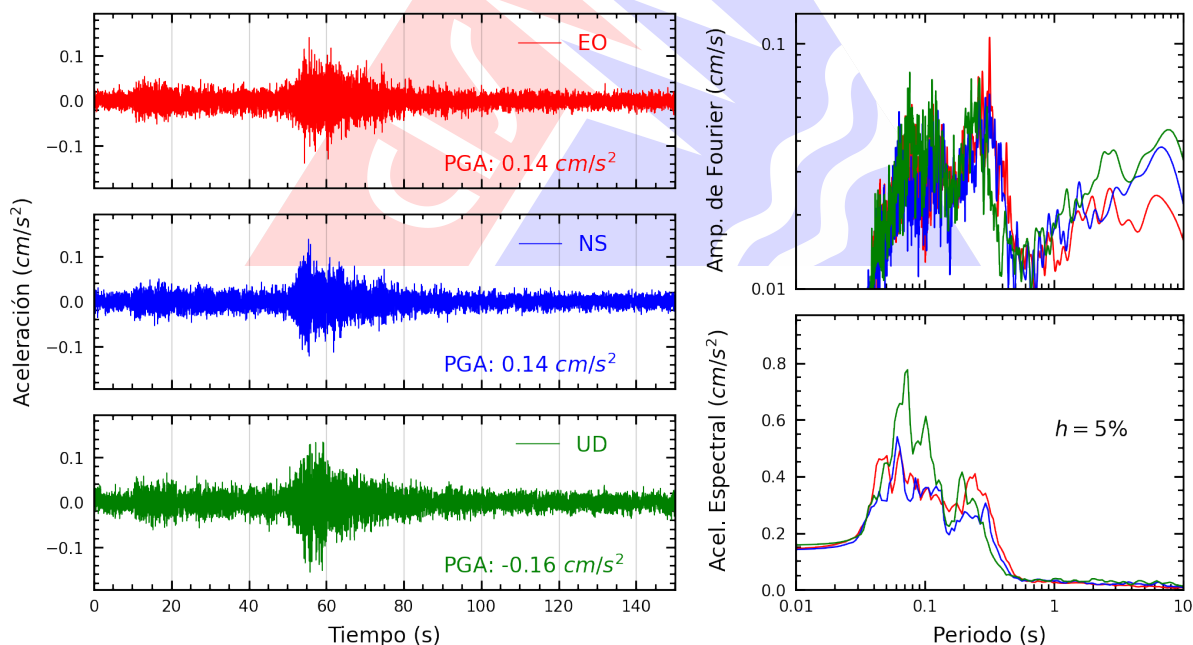 Aceleración (cm/s²)
0.1
0.0
−0.1
EO
PGA: 0.14 cm/s²
0.1
0.0
−0.1
NS
PGA: 0.14 cm/s²
0.1
0.0
−0.1
UD
PGA: -0.16 cm/s²
0 20 40 60 80 100 120 140
Tiempo (s)
Amp. de Fourier (cm/s)
0.1
0.01
Acel. Espectral (cm/s²)
0.8
0.6
0.4
0.2
0.0
h = 5%
0.01 0.1 1 10
Periodo (s)